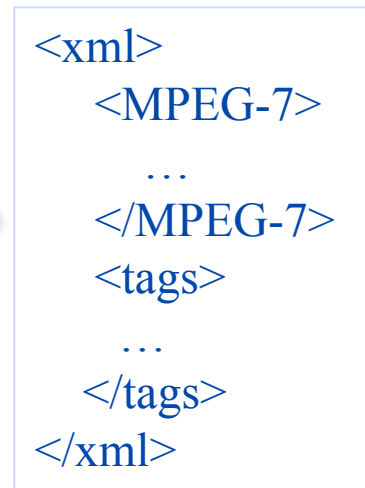 <xml>
<MPEG-7>
…
</MPEG-7>
<tags>
…
</tags>
</xml>